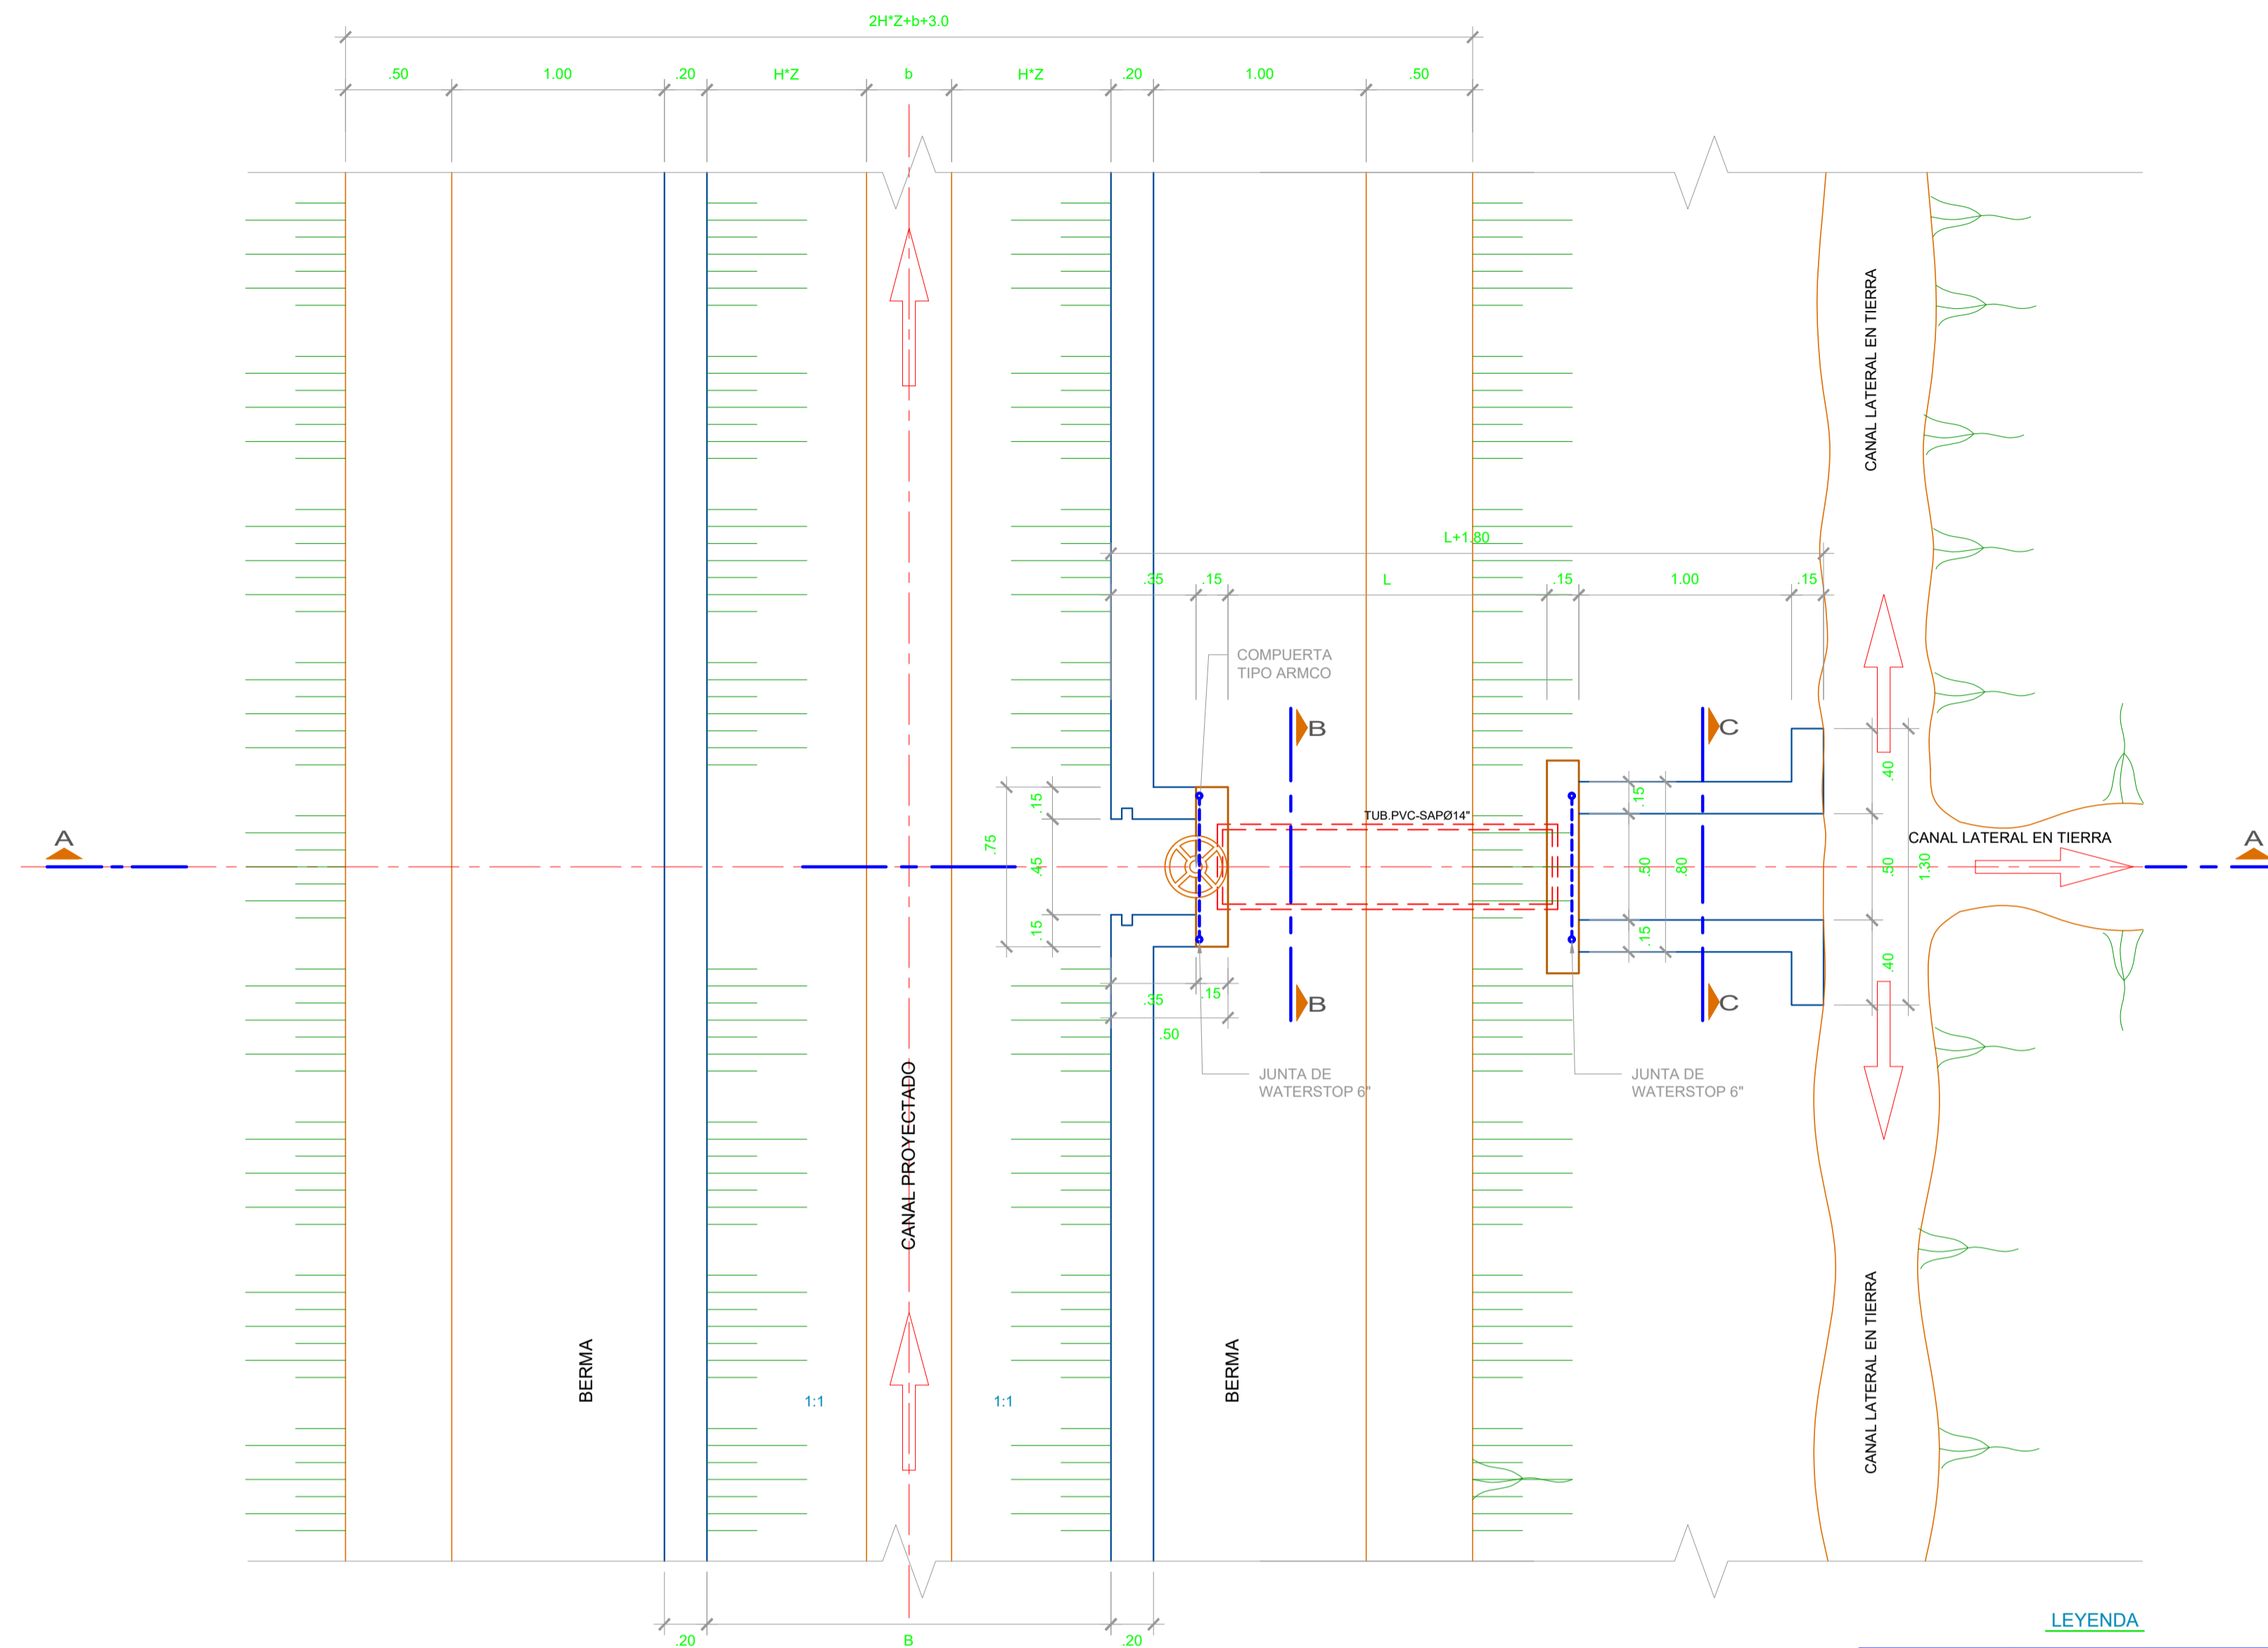 2H*Z+b+3.0
.50
1.00
.20
H*Z
b
H*Z
.20
1.00
.50
CANAL LATERAL EN TIERRA
L+1.80
.35
.15
L
.15
1.00
.15
COMPUERTA
TIPO ARMCO
B
C
A
.75
.15
.45
.15
TUB.PVC-SAPØ14"
.15
.50
.80
.15
.40
.50
1.30
.40
CANAL LATERAL EN TIERRA
A
.35
.15
.50
B
C
JUNTA DE
WATERSTOP 6"
JUNTA DE
WATERSTOP 6"
CANAL PROYECTADO
BERMA
1:1
1:1
BERMA
CANAL LATERAL EN TIERRA
LEYENDA
.20
B
.20